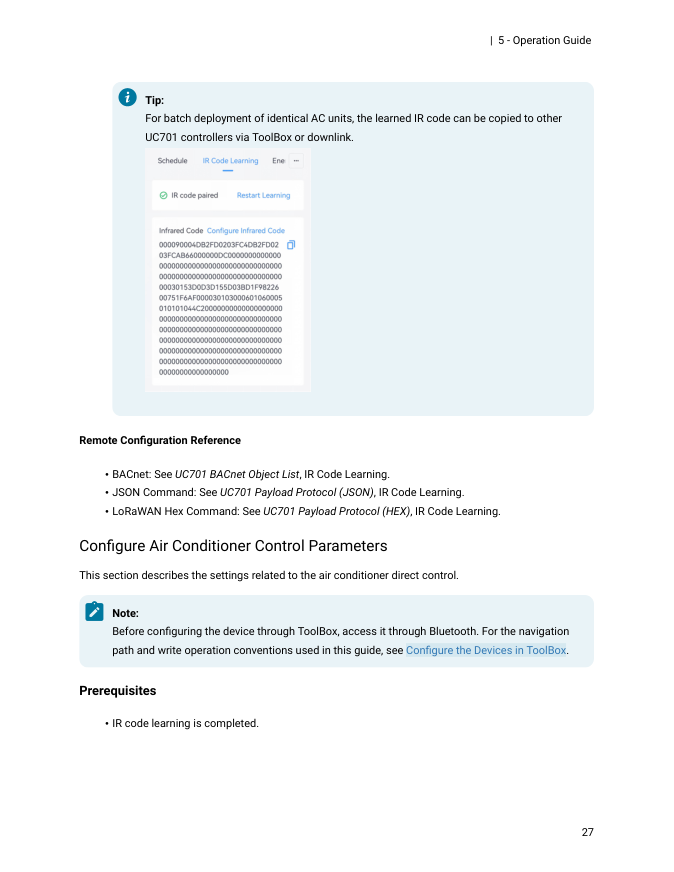 | 5 - Operation Guide
Tip:
For batch deployment of identical AC units, the learned IR code can be copied to other
UC701 controllers via ToolBox or downlink.
Schedule IR Code Learning Ene ···
IR code paired Restart Learning
Infrared Code Configure Infrared Code
000090004DB2FD0203FC4DB2FD02
03FCAB66000000DC0000000000000
0000000000000000000000000000
0000000000000000000000000000
00030153D0D3D155D03BD1F98226
00751F6AF0000301030006010600005
010101044C20000000000000000
0000000000000000000000000000
0000000000000000000000000000
0000000000000000000000000000
0000000000000000000000000000
0000000000000000000000000000
0000000000000000
Remote Configuration Reference
• BACnet: See UC701 BACnet Object List, IR Code Learning.
• JSON Command: See UC701 Payload Protocol (JSON), IR Code Learning.
• LoRaWAN Hex Command: See UC701 Payload Protocol (HEX), IR Code Learning.
Configure Air Conditioner Control Parameters
This section describes the settings related to the air conditioner direct control.
Note:
Before configuring the device through ToolBox, access it through Bluetooth. For the navigation
path and write operation conventions used in this guide, see Configure the Devices in ToolBox.
Prerequisites
• IR code learning is completed.
27